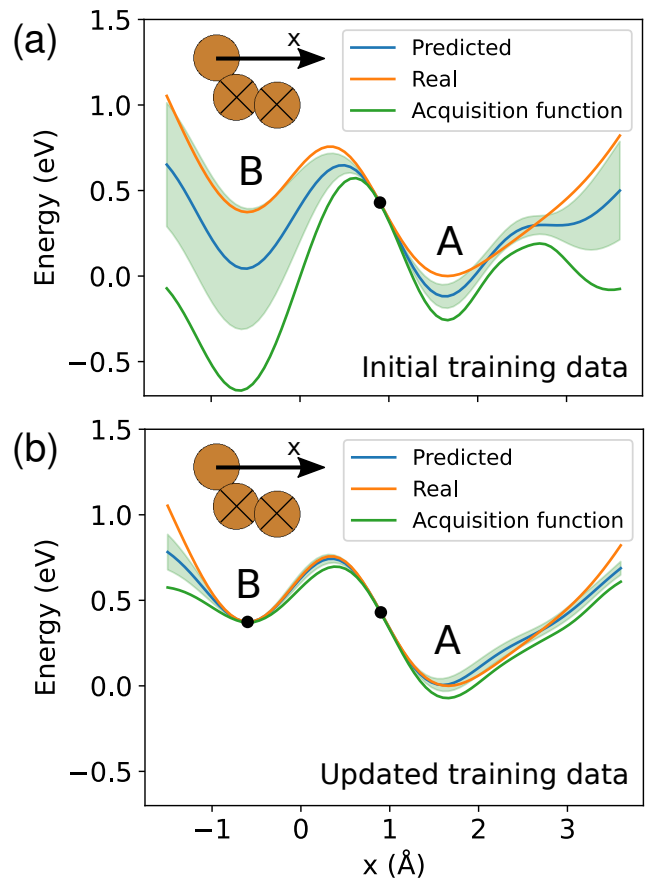 (a)
1.5
1.0
0.5
0.0
−0.5
Energy (eV)
x
Predicted
Real
Acquisition function
B
A
Initial training data
(b)
1.5
1.0
0.5
0.0
−0.5
Energy (eV)
x
Predicted
Real
Acquisition function
B
A
Updated training data
−1 0 1 2 3
x (Å)